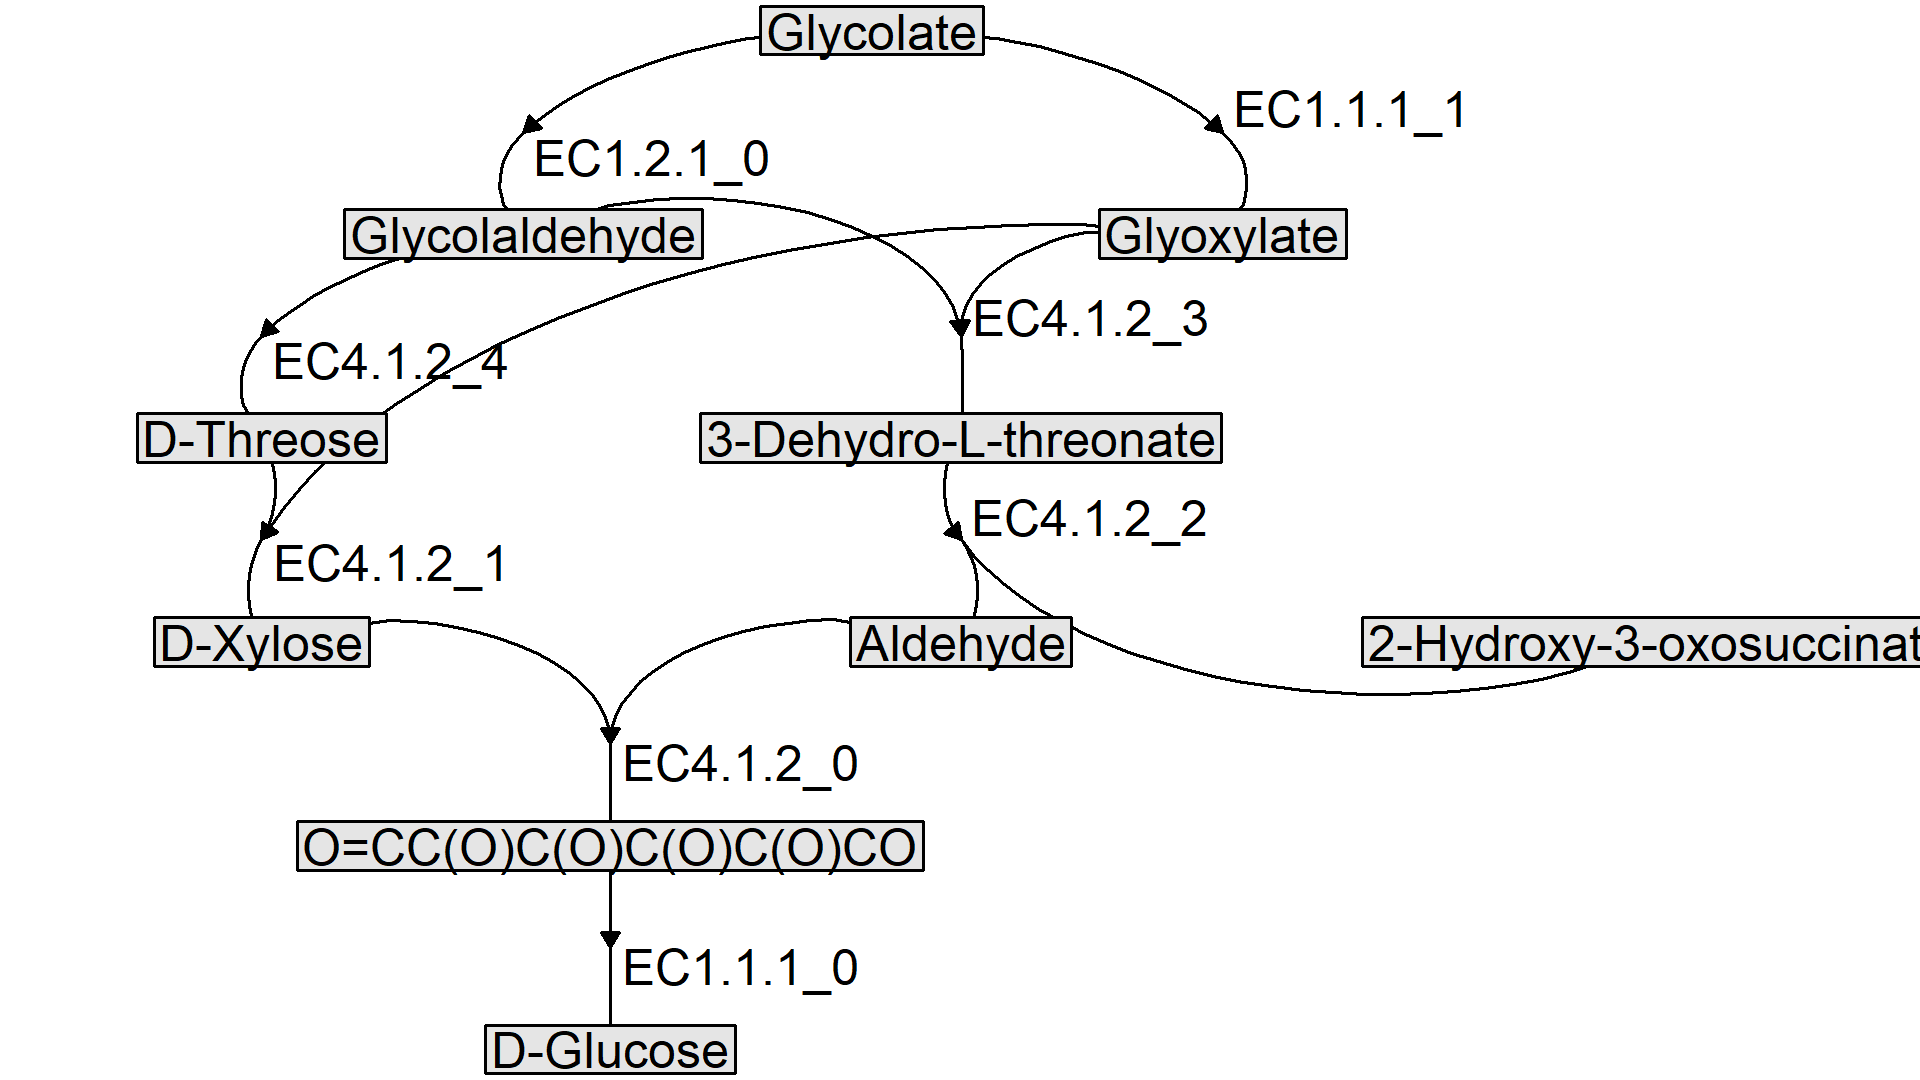 Glycolate
EC1.1.1_1
EC1.2.1_0
Glycolaldehyde
Glyoxylate
EC4.1.2_3
EC4.1.2_4
D-Threose
3-Dehydro-L-threonate
EC4.1.2_2
EC4.1.2_1
D-Xylose
Aldehyde
2-Hydroxy-3-oxosuccinat
EC4.1.2_0
O=CC(O)C(O)C(O)C(O)CO
EC1.1.1_0
D-Glucose